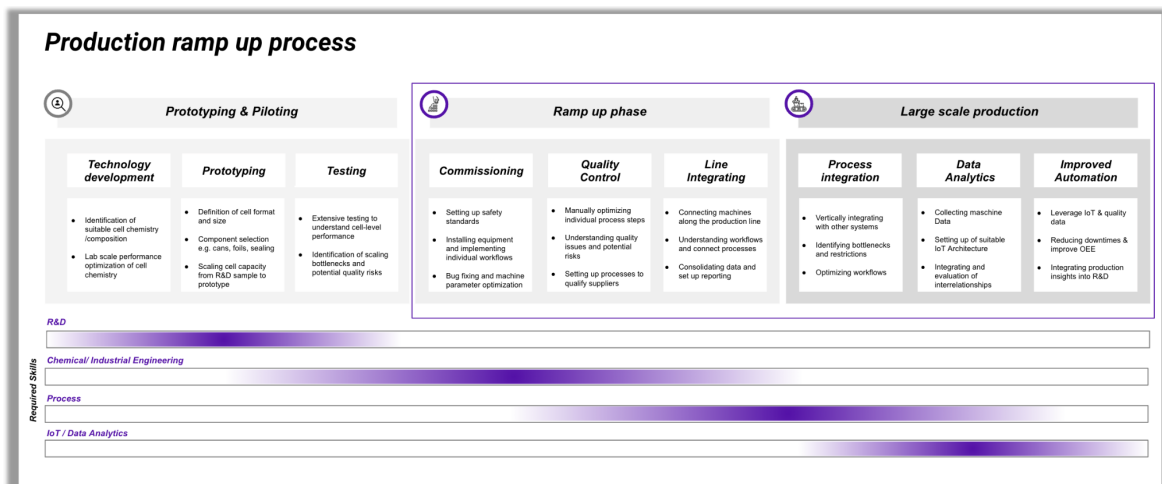 Production ramp up process
Prototyping & Piloting
Ramp up phase
Large scale production
Technology
development
Prototyping
Testing
Commissioning
Quality
Control
Line
Integrating
Process
integration
Data
Analytics
Improved
Automation
Identification of
suitable cell chemistry
/composition
Lab scale performance
optimization of cell
chemistry
Definition of cell format
and size
Component selection
e.g. cans, foils, sealing
Scaling cell capacity
from R&D sample to
prototype
Extensive testing to
understand cell-level
performance
Identification of scaling
bottlenecks and
potential quality risks
Setting up safety
standards
Installing equipment
and implementing
individual workflows
Bug fixing and machine
parameter optimization
Manually optimizing
individual process steps
Understanding quality
issues and potential
risks
Setting up processes to
qualify suppliers
Connecting machines
along the production line
Understanding workflows
and connect processes
Consolidating data and
set up reporting
Vertically integrating
with other systems
Identifying bottlenecks
and restrictions
Optimizing workflows
Collecting maschine
Data
Setting up of suitable
IoT Architecture
Integrating and
evaluation of
interrelationships
Leverage IoT & quality
data
Reducing downtimes &
improve OEE
Integrating production
insights into R&D
Required Skills
R&D
Chemical/ Industrial Engineering
Process
IoT / Data Analytics